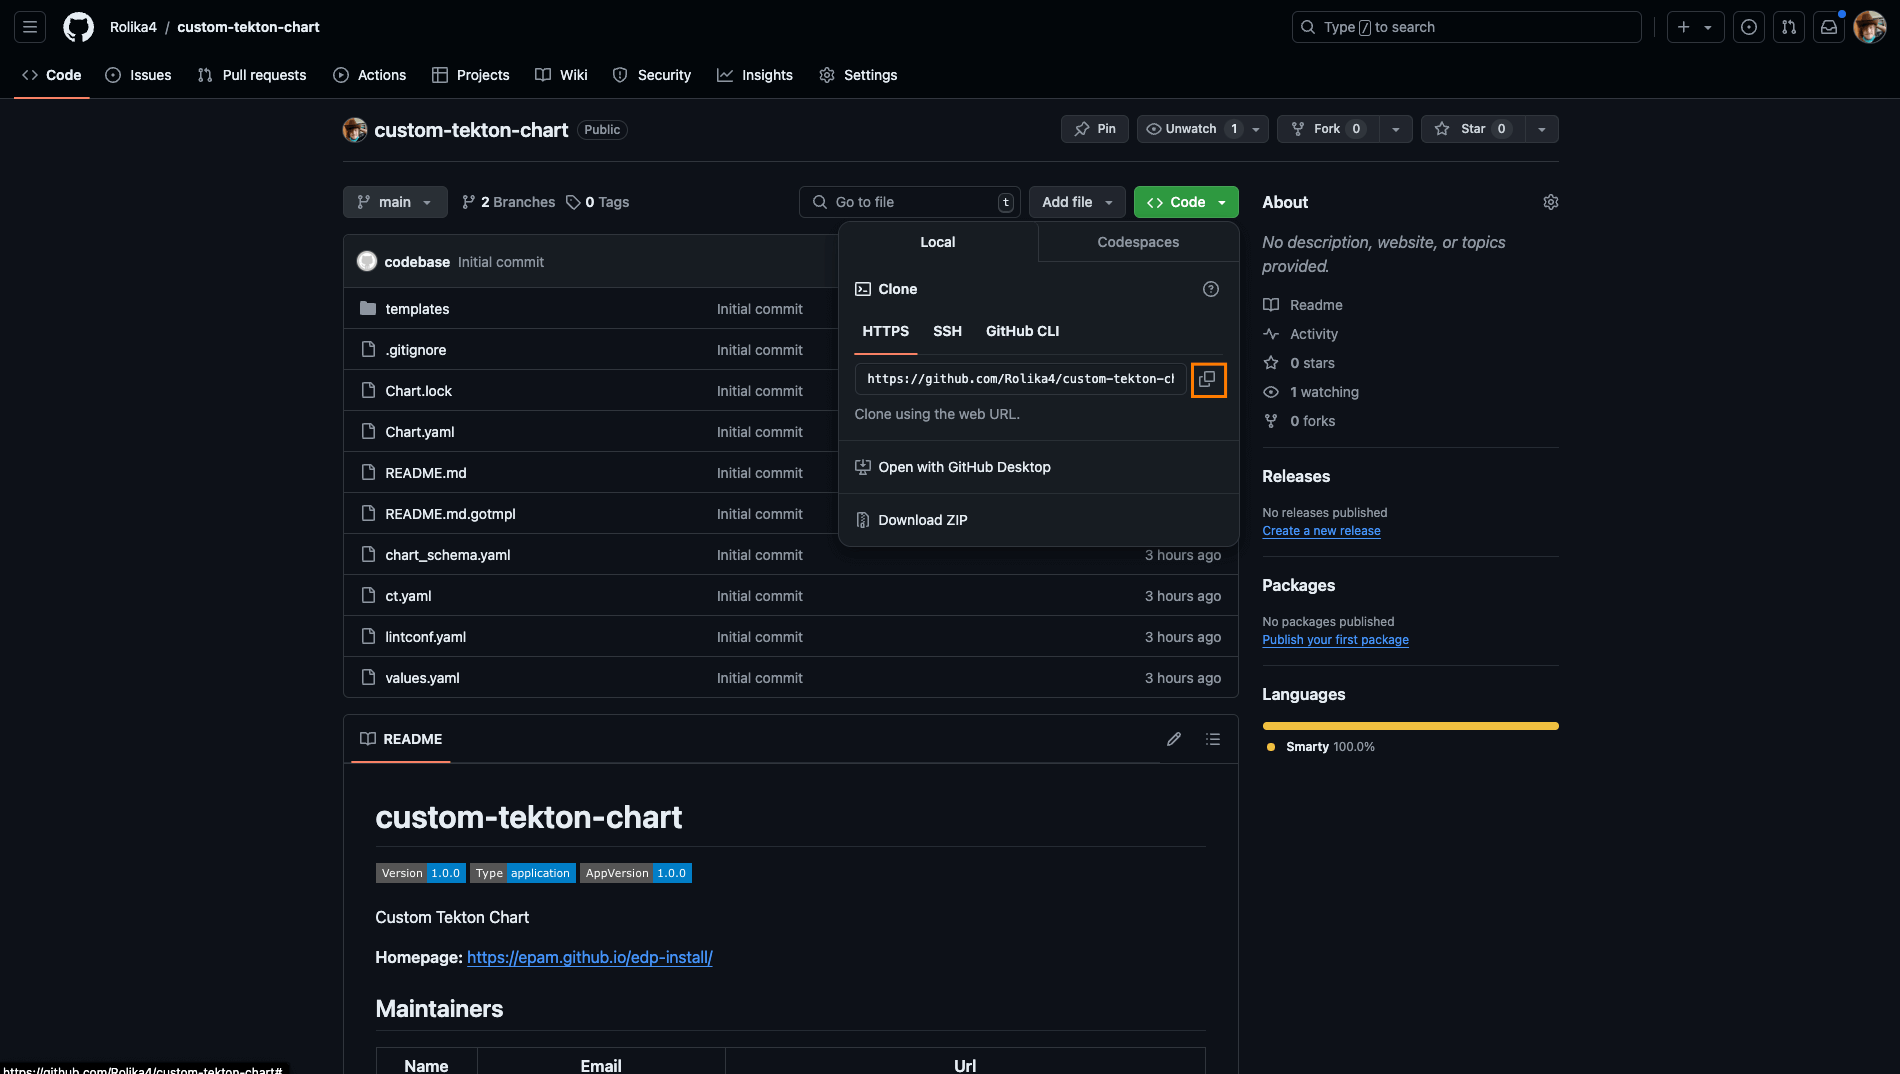 Rolika4 / custom-tekton-chart
Type / to search
Code Issues Pull requests Actions Projects Wiki Security Insights Settings
custom-tekton-chart Public
Pin Unwatch 1 Fork 0 Star 0
main 2 Branches 0 Tags
Go to file t Add file Code
Local Codespaces
Clone
HTTPS SSH GitHub CLI
https://github.com/Rolika4/custom-tekton-cl
Clone using the web URL.
Open with GitHub Desktop
Download ZIP
codebase Initial commit
templates Initial commit
.gitignore Initial commit
Chart.lock Initial commit
Chart.yaml Initial commit
README.md Initial commit
README.md.gotmpl Initial commit
chart_schema.yaml Initial commit 3 hours ago
ct.yaml Initial commit 3 hours ago
lintconf.yaml Initial commit 3 hours ago
values.yaml Initial commit 3 hours ago
README
custom-tekton-chart
Version 1.0.0 Type application AppVersion 1.0.0
Custom Tekton Chart
Homepage: https://epam.github.io/edp-install/
Maintainers
Name Email Url
About
No description, website, or topics
provided.
Readme
Activity
0 stars
1 watching
0 forks
Releases
No releases published
Create a new release
Packages
No packages published
Publish your first package
Languages
Smarty 100.0%
https://github.com/Rolika4/custom-tekton-chart#